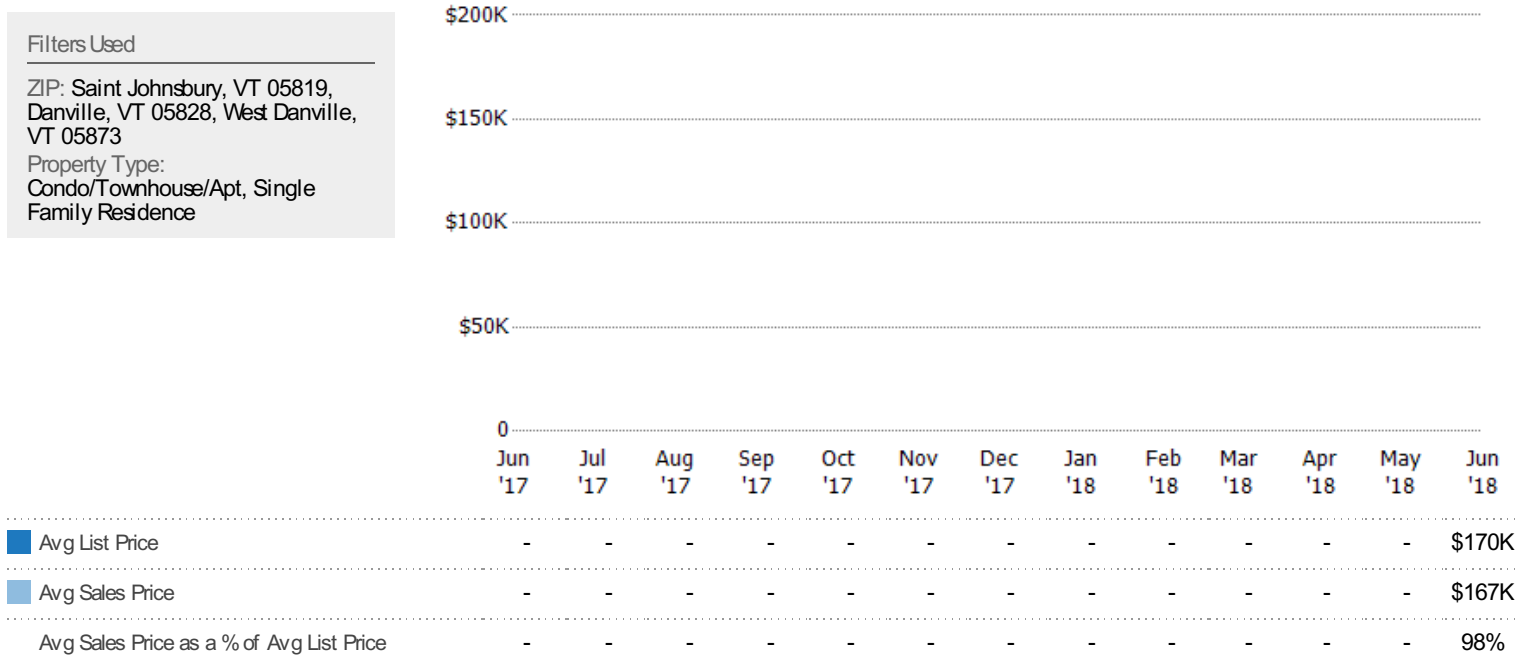 Filters Used
ZIP: Saint Johnsbury, VT 05819,
Danville, VT 05828, West Danville,
VT 05873
Property Type:
Condo/Townhouse/Apt, Single
Family Residence
$200K
$150K
$100K
$50K
0
Jun Jul Aug Sep Oct Nov Dec Jan Feb Mar Apr May Jun
'17 '17 '17 '17 '17 '17 '17 '18 '18 '18 '18 '18 '18
Avg List Price - - - - - - - - - - - - $170K
Avg Sales Price - - - - - - - - - - - - $167K
Avg Sales Price as a % of Avg List Price - - - - - - - - - - - - 98%